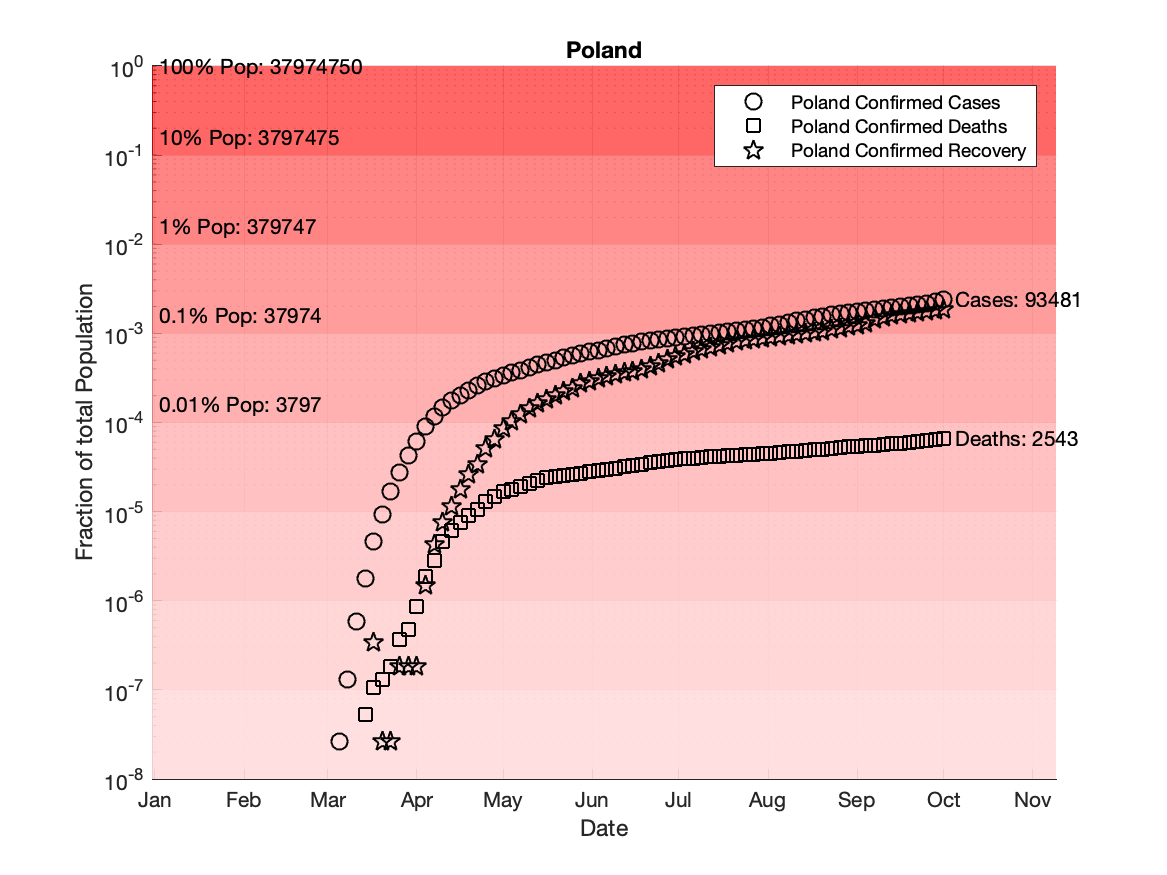 Poland
10^0
100% Pop: 37974750
Poland Confirmed Cases
Poland Confirmed Deaths
Poland Confirmed Recovery
10% Pop: 3797475
10^-1
1% Pop: 379747
10^-2
Cases: 93481
0.1% Pop: 37974
10^-3
0.01% Pop: 3797
10^-4
Deaths: 2543
10^-5
10^-6
10^-7
10^-8
Fraction of total Population
Jan Feb Mar Apr May Jun Jul Aug Sep Oct Nov
Date